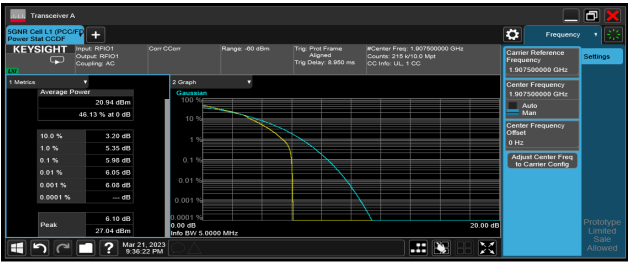 Transceiver A
5GNR Cell L1 (PCC/FD
Power Stat CCDF
Frequency
KEYSIGHT
Input: RFIO1
Output: RFIO1
Coupling: AC
Corr CCorr
Range: -60 dBm
Trig: Prot Frame
Aligned
Trig Delay: 8.950 ms
#Center Freq: 1.907500000 GHz
Counts: 215 k/10.0 Mpt
CC Info: UL, 1 CC
LXI
1 Metrics
Average Power
20.94 dBm
46.13 % at 0 dB
10.0 % 3.20 dB
1.0 % 5.35 dB
0.1 % 5.98 dB
0.01 % 6.05 dB
0.001 % 6.08 dB
0.0001 % --- dB
Peak
6.10 dB
27.04 dBm
2 Graph
Gaussian
100 %
10 %
1 %
0.1 %
0.01 %
0.001 %
0.0001 %
0.00 dB
20.00 dB
Info BW 5.0000 MHz
Carrier Reference
Frequency
1.907500000 GHz
Center Frequency
1.907500000 GHz
Auto
Man
Center Frequency
Offset
0 Hz
Adjust Center Freq
to Carrier Config
Settings
Prototype
Limited
Sale
Allowed
?
Mar 21, 2023
9:36:22 PM